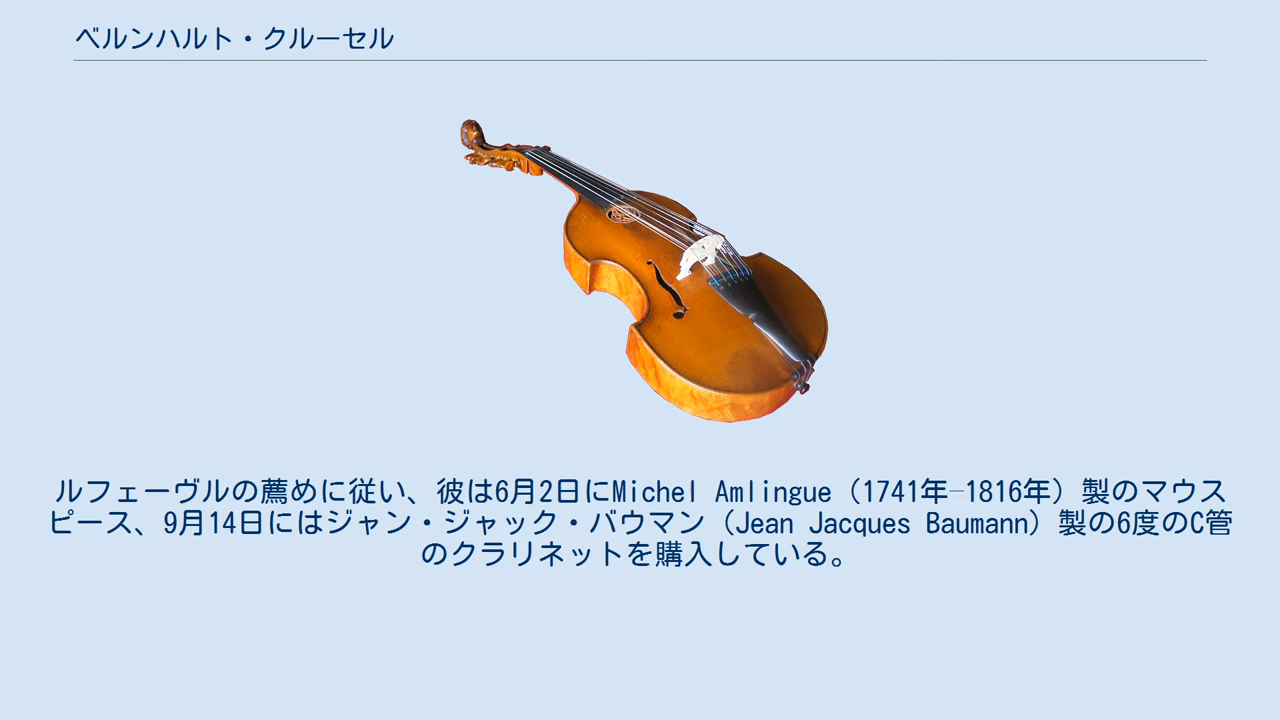 ベルンハルト・クルーセル
ルフェーヴルの薦めに従い、彼は6月2日にMichel Amlingue（1741年–1816年）製のマウス
ピース、9月14日にはジャン・ジャック・バウマン（Jean Jacques Baumann）製の6度のC管
のクラリネットを購入している。